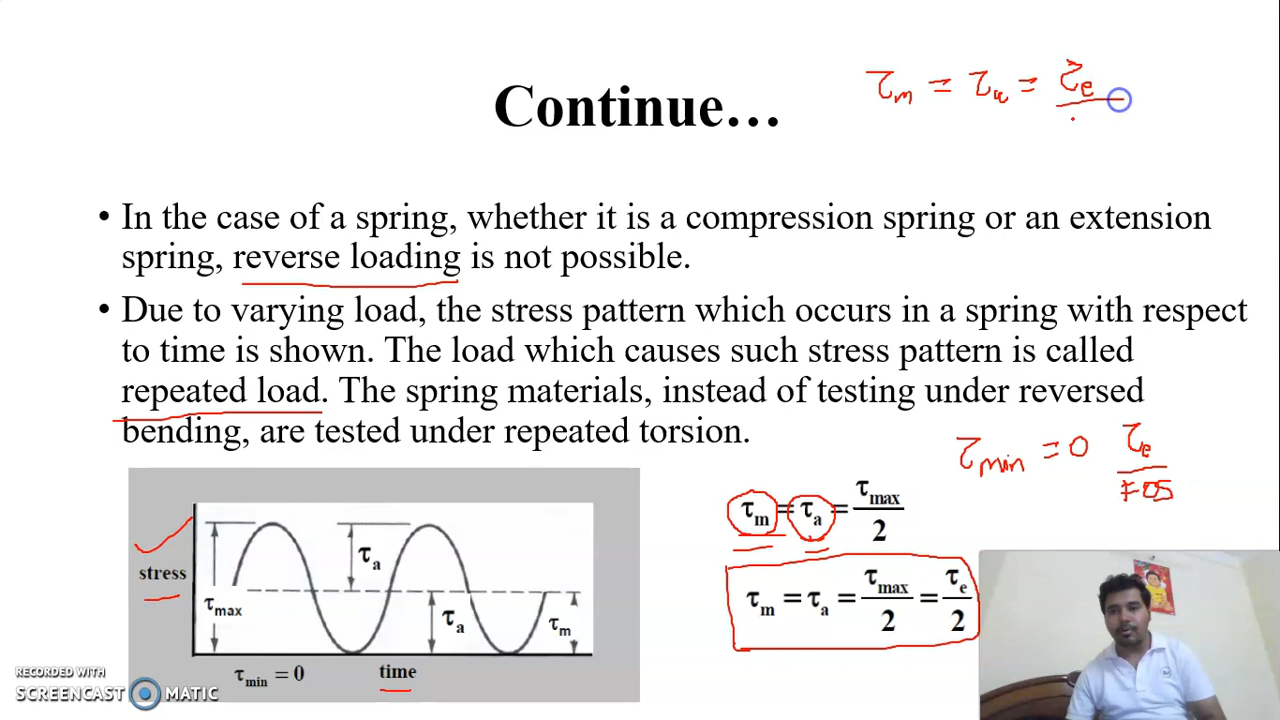 τm = τa = τe
Continue…
• In the case of a spring, whether it is a compression spring or an extension
spring, reverse loading is not possible.
• Due to varying load, the stress pattern which occurs in a spring with respect
to time is shown. The load which causes such stress pattern is called
repeated load. The spring materials, instead of testing under reversed
bending, are tested under repeated torsion.
τmin = 0 τe/FOS
τm = τa = τmax/2
τm = τa = τmax/2 = τe/2
stress
τmax
τa
τa
τm
τmin = 0
time
RECORDED WITH
SCREENCAST MATIC